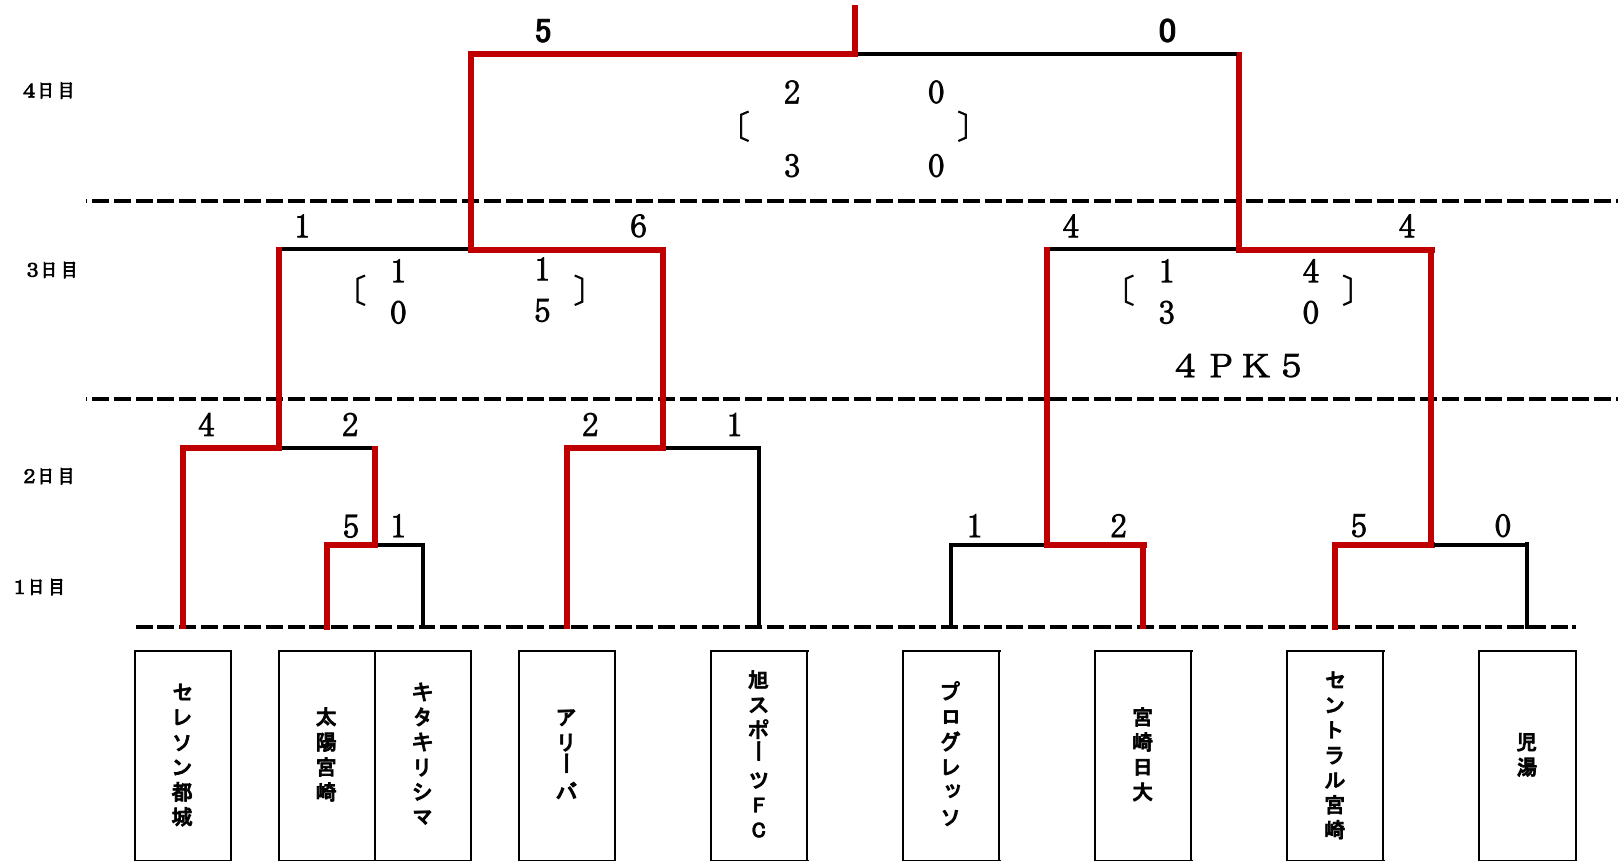 5 0
4日目
2 0
〔 〕
3 0
1 6 4 4
3日目
〔 1 1 〕 〔 1 4 〕
0 5 3 0
4 PK 5
4 2 2 1
2日目
5 1 1 2 5 0
1日目
セレソン都城
太陽宮崎
キタキリシマ
アリーバ
旭スポーツFC
プログレッソ
宮崎日大
セントラル宮崎
児湯